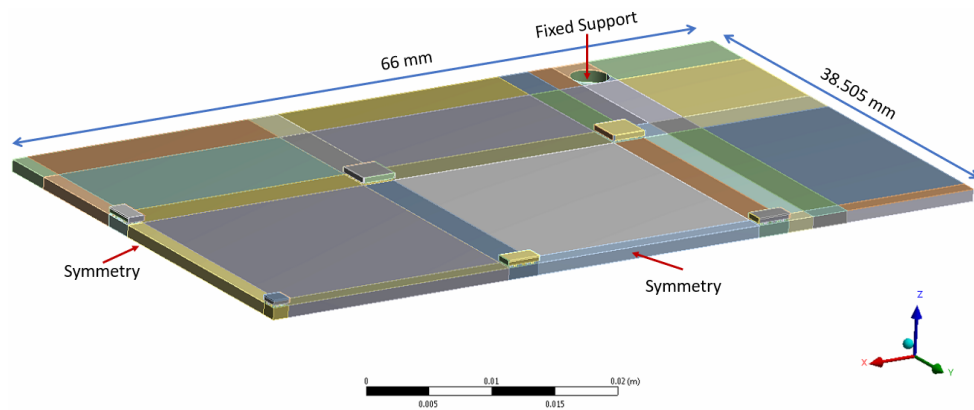 Fixed Support
66 mm
38.505 mm
Symmetry
Symmetry
Z
X
Y
0
0.01
0.02 (m)
0.005
0.015